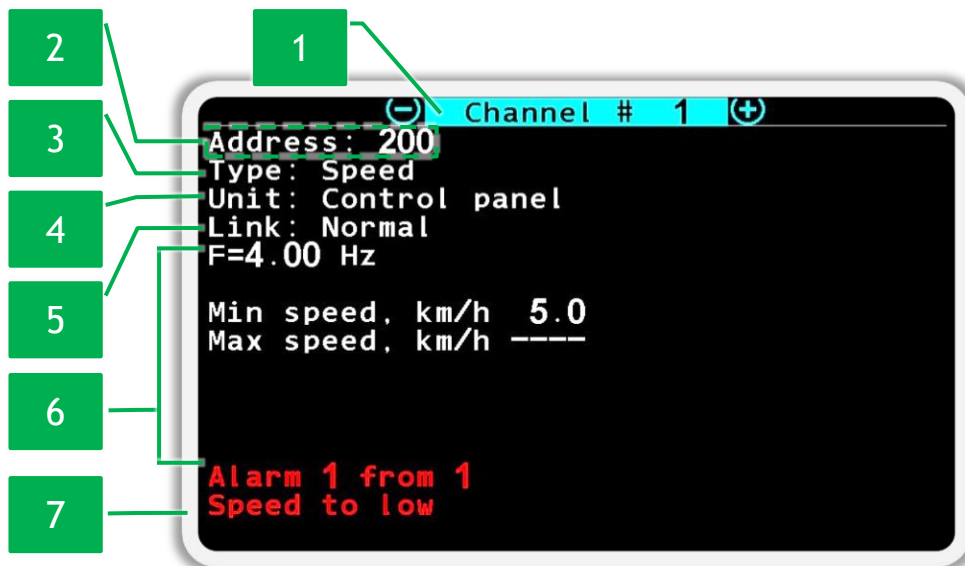 2
1
3
4
5
6
7
Channel # 1
Address: 200
Type: Speed
Unit: Control panel
Link: Normal
F=4.00 Hz
Min speed, km/h 5.0
Max speed, km/h ----
Alarm 1 from 1
Speed to low